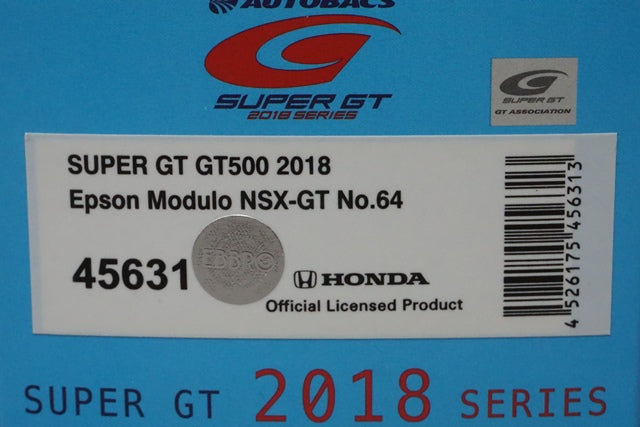 AUTOBACS
SUPER GT
2018 SERIES
SUPER GT
GT ASSOCIATION
SUPER GT GT500 2018
Epson Modulo NSX-GT No.64
45631
EBBRO
HONDA
Official Licensed Product
4 526175 456313
SUPER GT 2018 SERIES